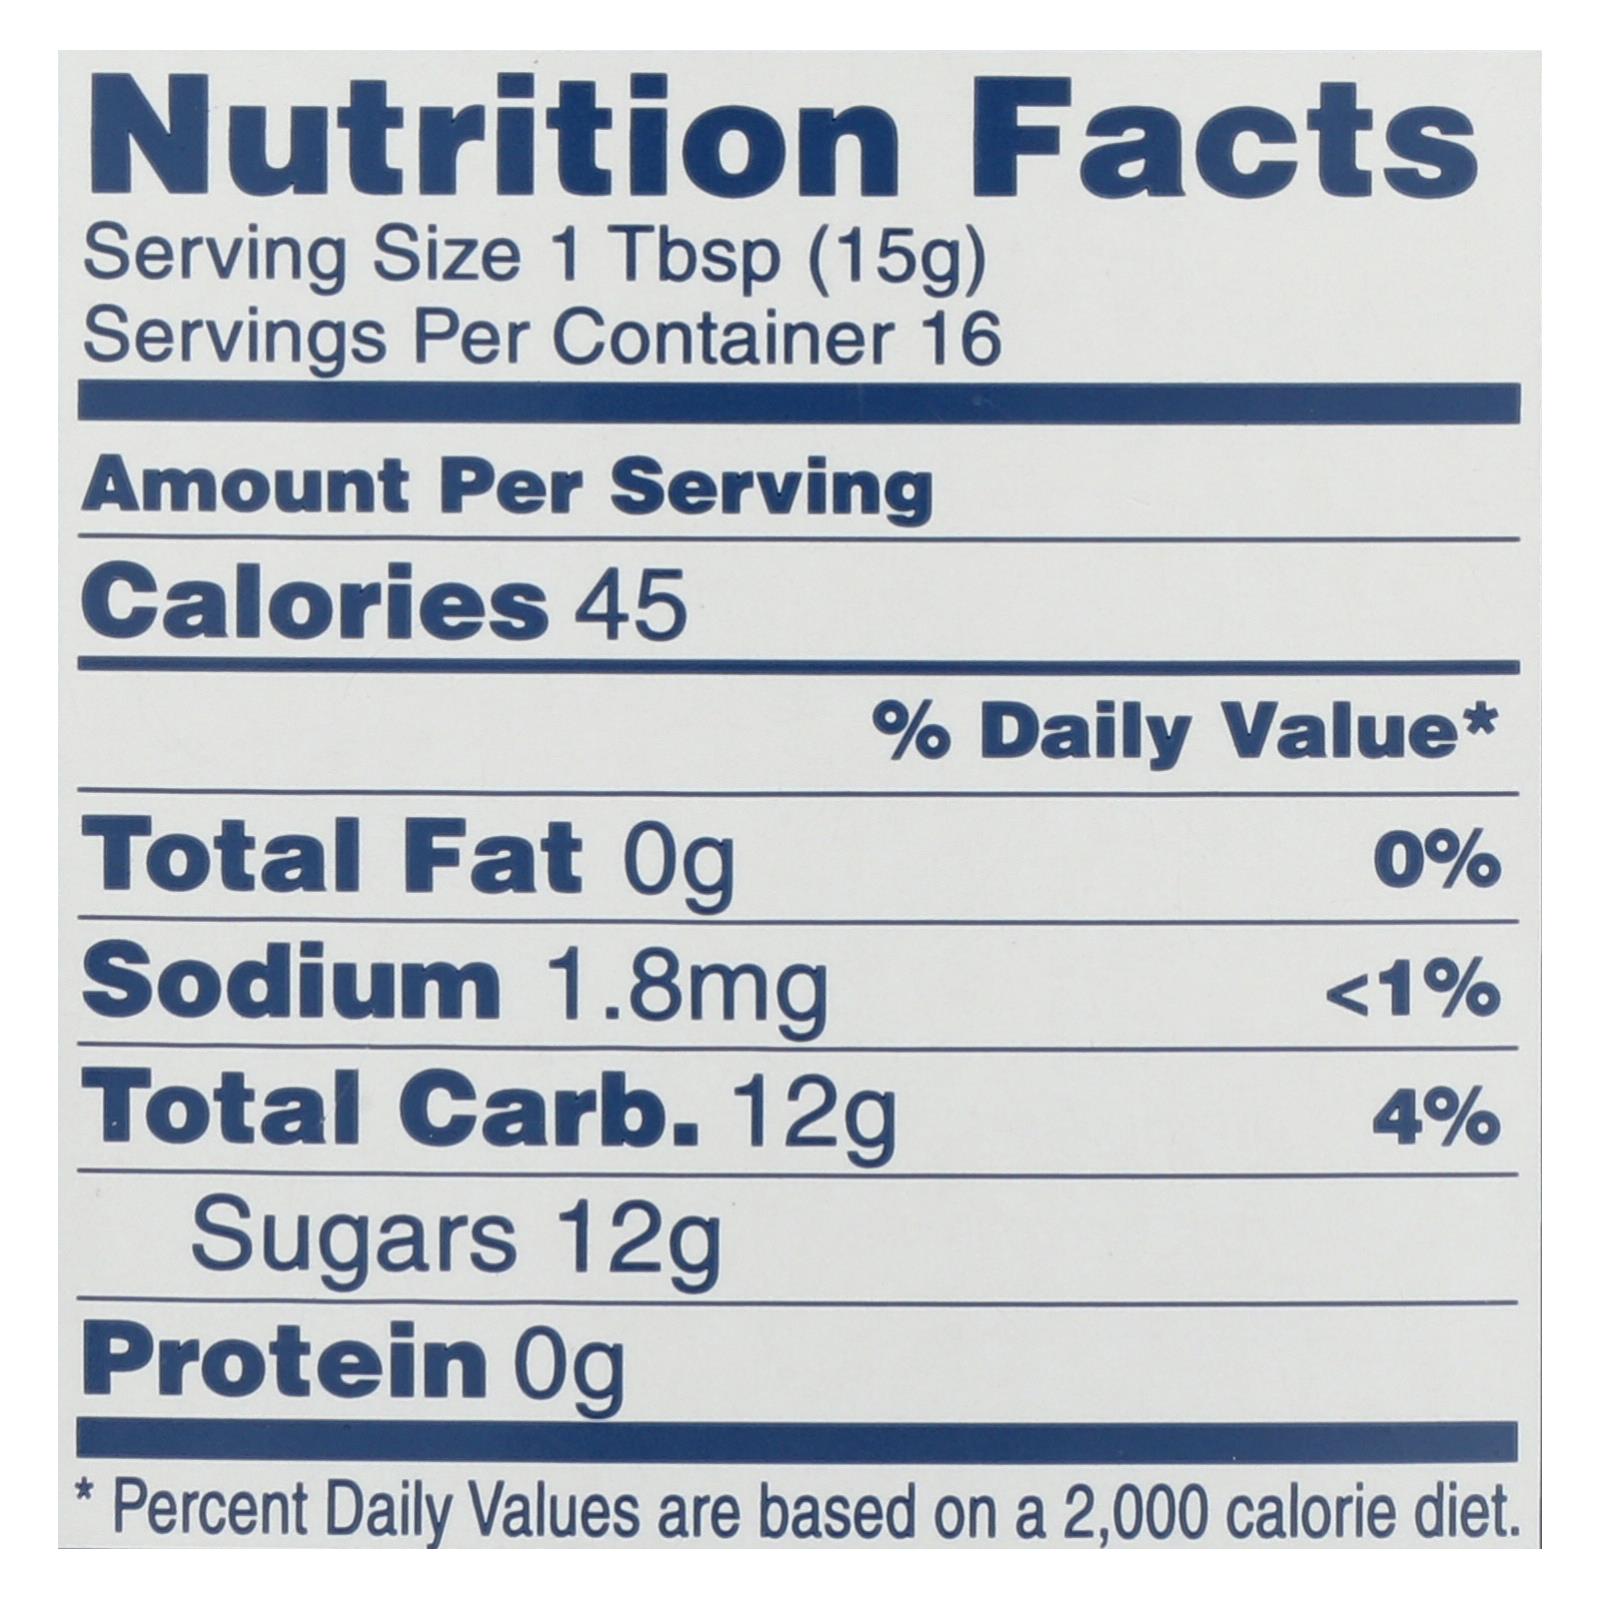 Nutrition Facts
Serving Size 1 Tbsp (15g)
Servings Per Container 16
Amount Per Serving
Calories 45
% Daily Value*
Total Fat 0g 0%
Sodium 1.8mg <1%
Total Carb. 12g 4%
Sugars 12g
Protein 0g
* Percent Daily Values are based on a 2,000 calorie diet.